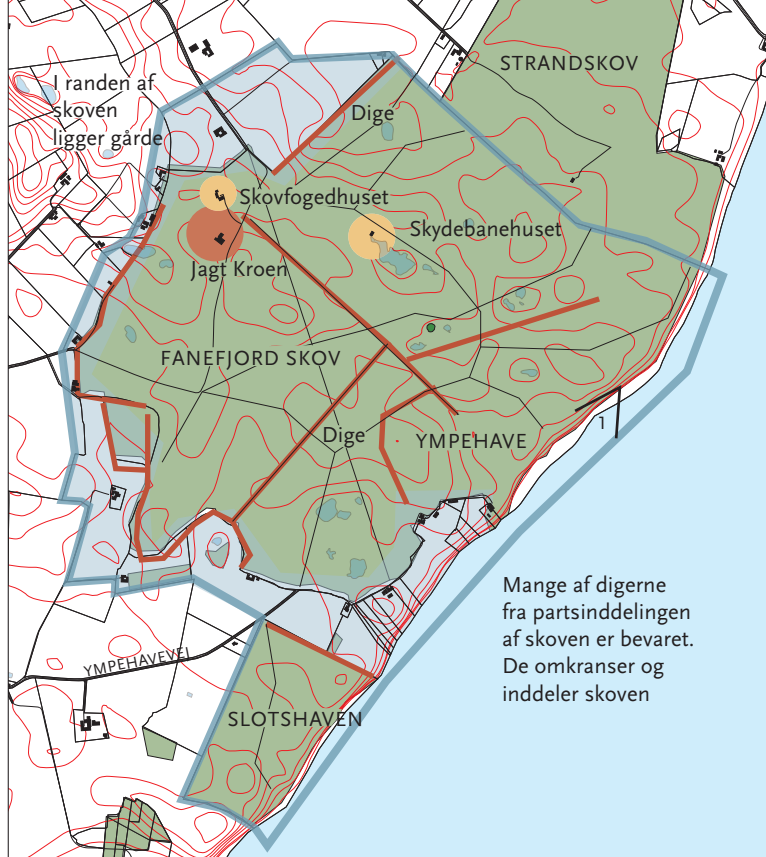 STRANDSKOV
I randen af
skoven
ligger gårde
Dige
Skovfogedhuset
Skydebanehuset
Jagt Kroen
FANEFJORD SKOV
1
Dige
YMPEHAVE
Mange af digerne
fra partsinddelingen
af skoven er bevaret.
De omkranser og
inddeler skoven
YMPEHAVEVEJ
SLOTSHAVEN